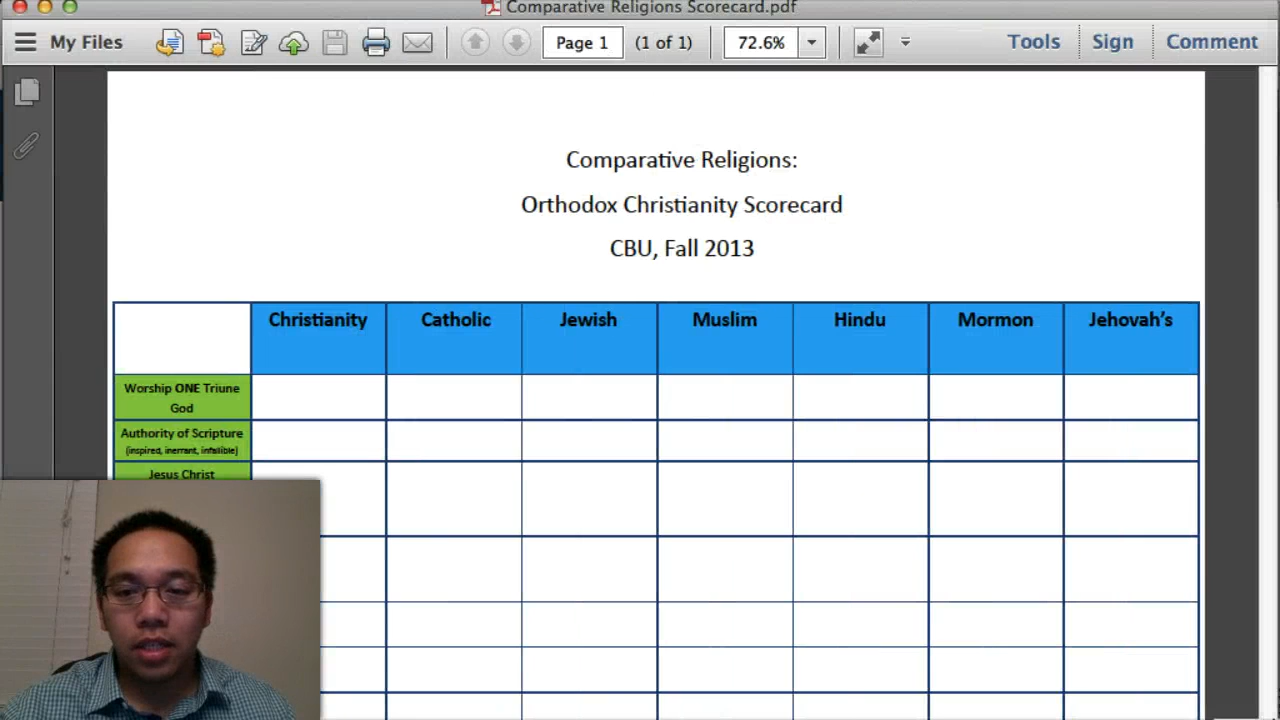 Comparative Religions Scorecard.pdf
My Files
Page 1
(1 of 1)
72.6%
Tools
Sign
Comment
Comparative Religions:
Orthodox Christianity Scorecard
CBU, Fall 2013
Christianity
Catholic
Jewish
Muslim
Hindu
Mormon
Jehovah’s
Worship ONE Triune
God
Authority of Scripture
(inspired, inerrant, infallible)
Jesus Christ